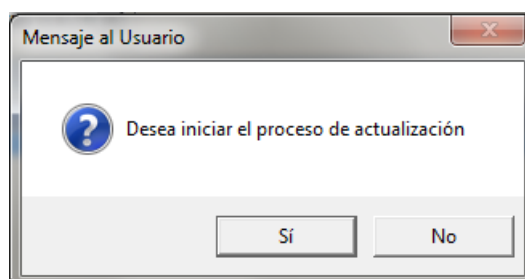 Mensaje al Usuario
Desea iniciar el proceso de actualización
Sí
No